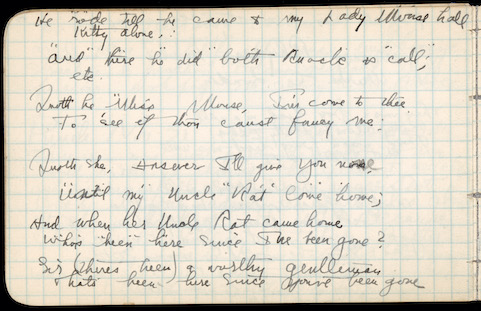 He rode till he came to my Lady Mouse hall
Kitty alone,
"and" there he did both knock & "call",
etc.
Quoth he "Miss Mouse, I'm come to thee
To see if thou canst fancy me.
Quoth she, Answer I'll give you none,
Until my Uncle "Rat" come home;
And when her Uncle Rat came home
Who's been here since I've been gone?
Sir (there's been) a worthy gentleman
That's been here since you've been gone